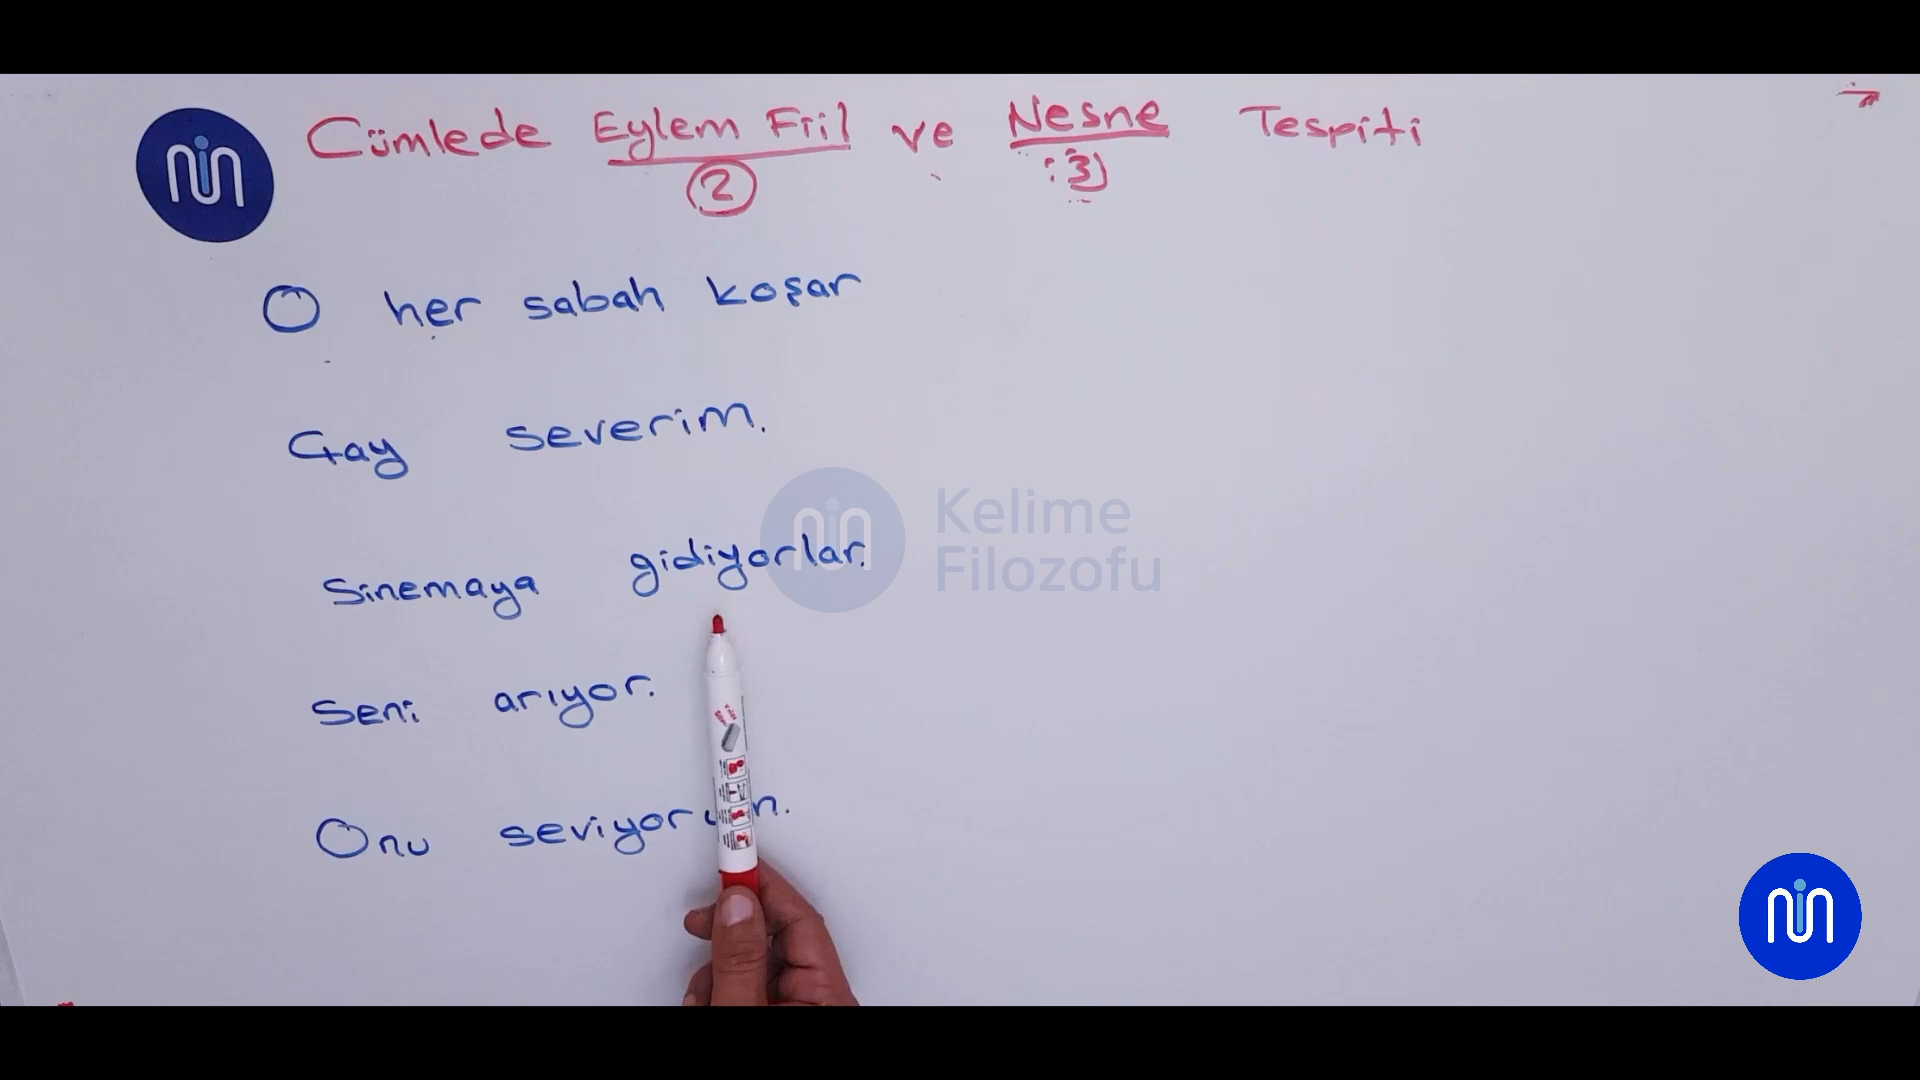 Cümlede Eylem Fiil ve Nesne Tespiti
2 3
O her sabah koşar
Çay severim.
Sinemaya gidiyorlar.
Kelime
Filozofu
Seni arıyor.
Onu